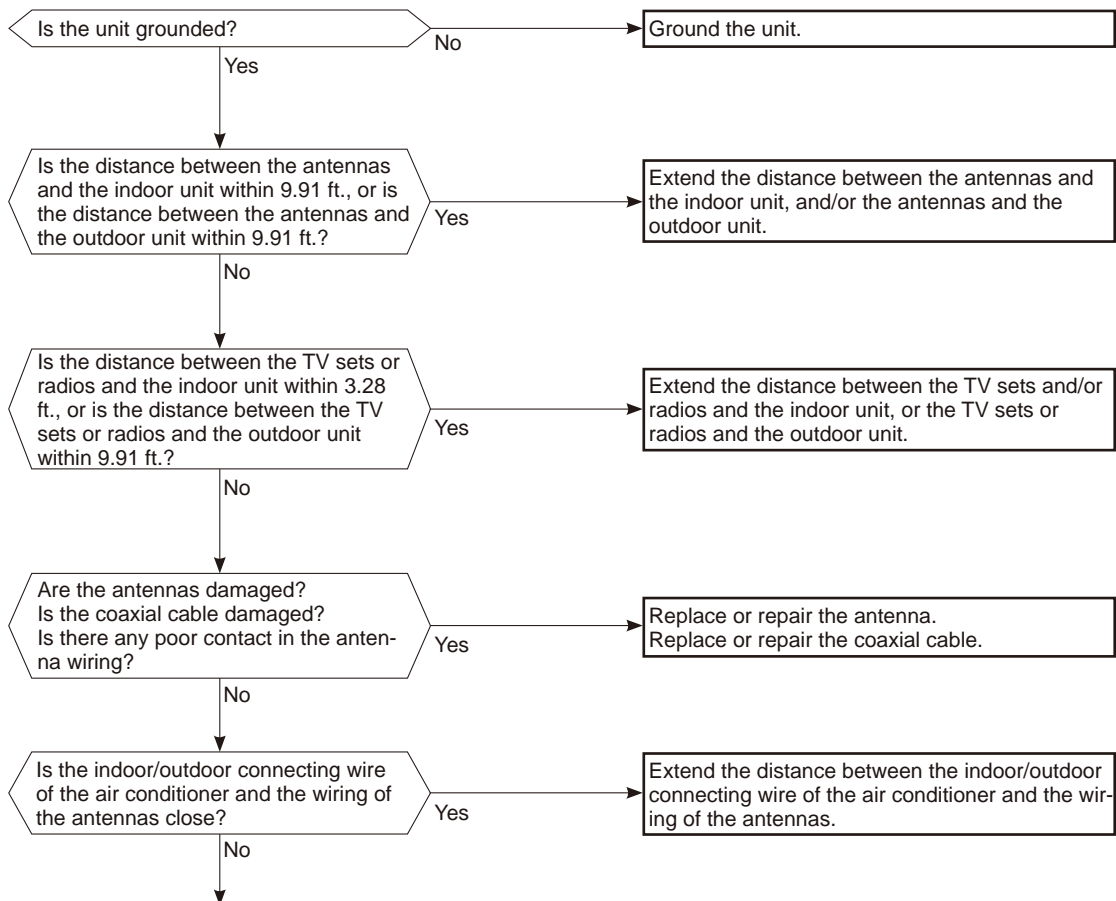 Is the unit grounded?
No
Ground the unit.
Yes
Is the distance between the antennas
and the indoor unit within 9.91 ft., or is
the distance between the antennas and
the outdoor unit within 9.91 ft.?
Yes
Extend the distance between the antennas and
the indoor unit, and/or the antennas and the
outdoor unit.
No
Is the distance between the TV sets or
radios and the indoor unit within 3.28
ft., or is the distance between the TV
sets or radios and the outdoor unit
within 9.91 ft.?
Yes
Extend the distance between the TV sets and/or
radios and the indoor unit, or the TV sets or
radios and the outdoor unit.
No
Are the antennas damaged?
Is the coaxial cable damaged?
Is there any poor contact in the anten-
na wiring?
Yes
Replace or repair the antenna.
Replace or repair the coaxial cable.
No
Is the indoor/outdoor connecting wire
of the air conditioner and the wiring of
the antennas close?
Yes
Extend the distance between the indoor/outdoor
connecting wire of the air conditioner and the wir-
ing of the antennas.
No